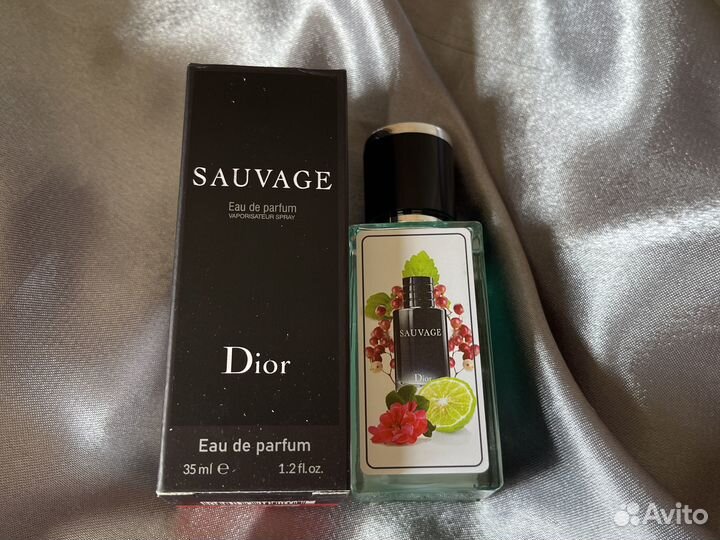 SAUVAGE
Eau de parfum
VAPORISATEUR SPRAY
Dior
Eau de parfum
35 ml ℮ 1.2 fl.oz.
SAUVAGE
Dior
Avito